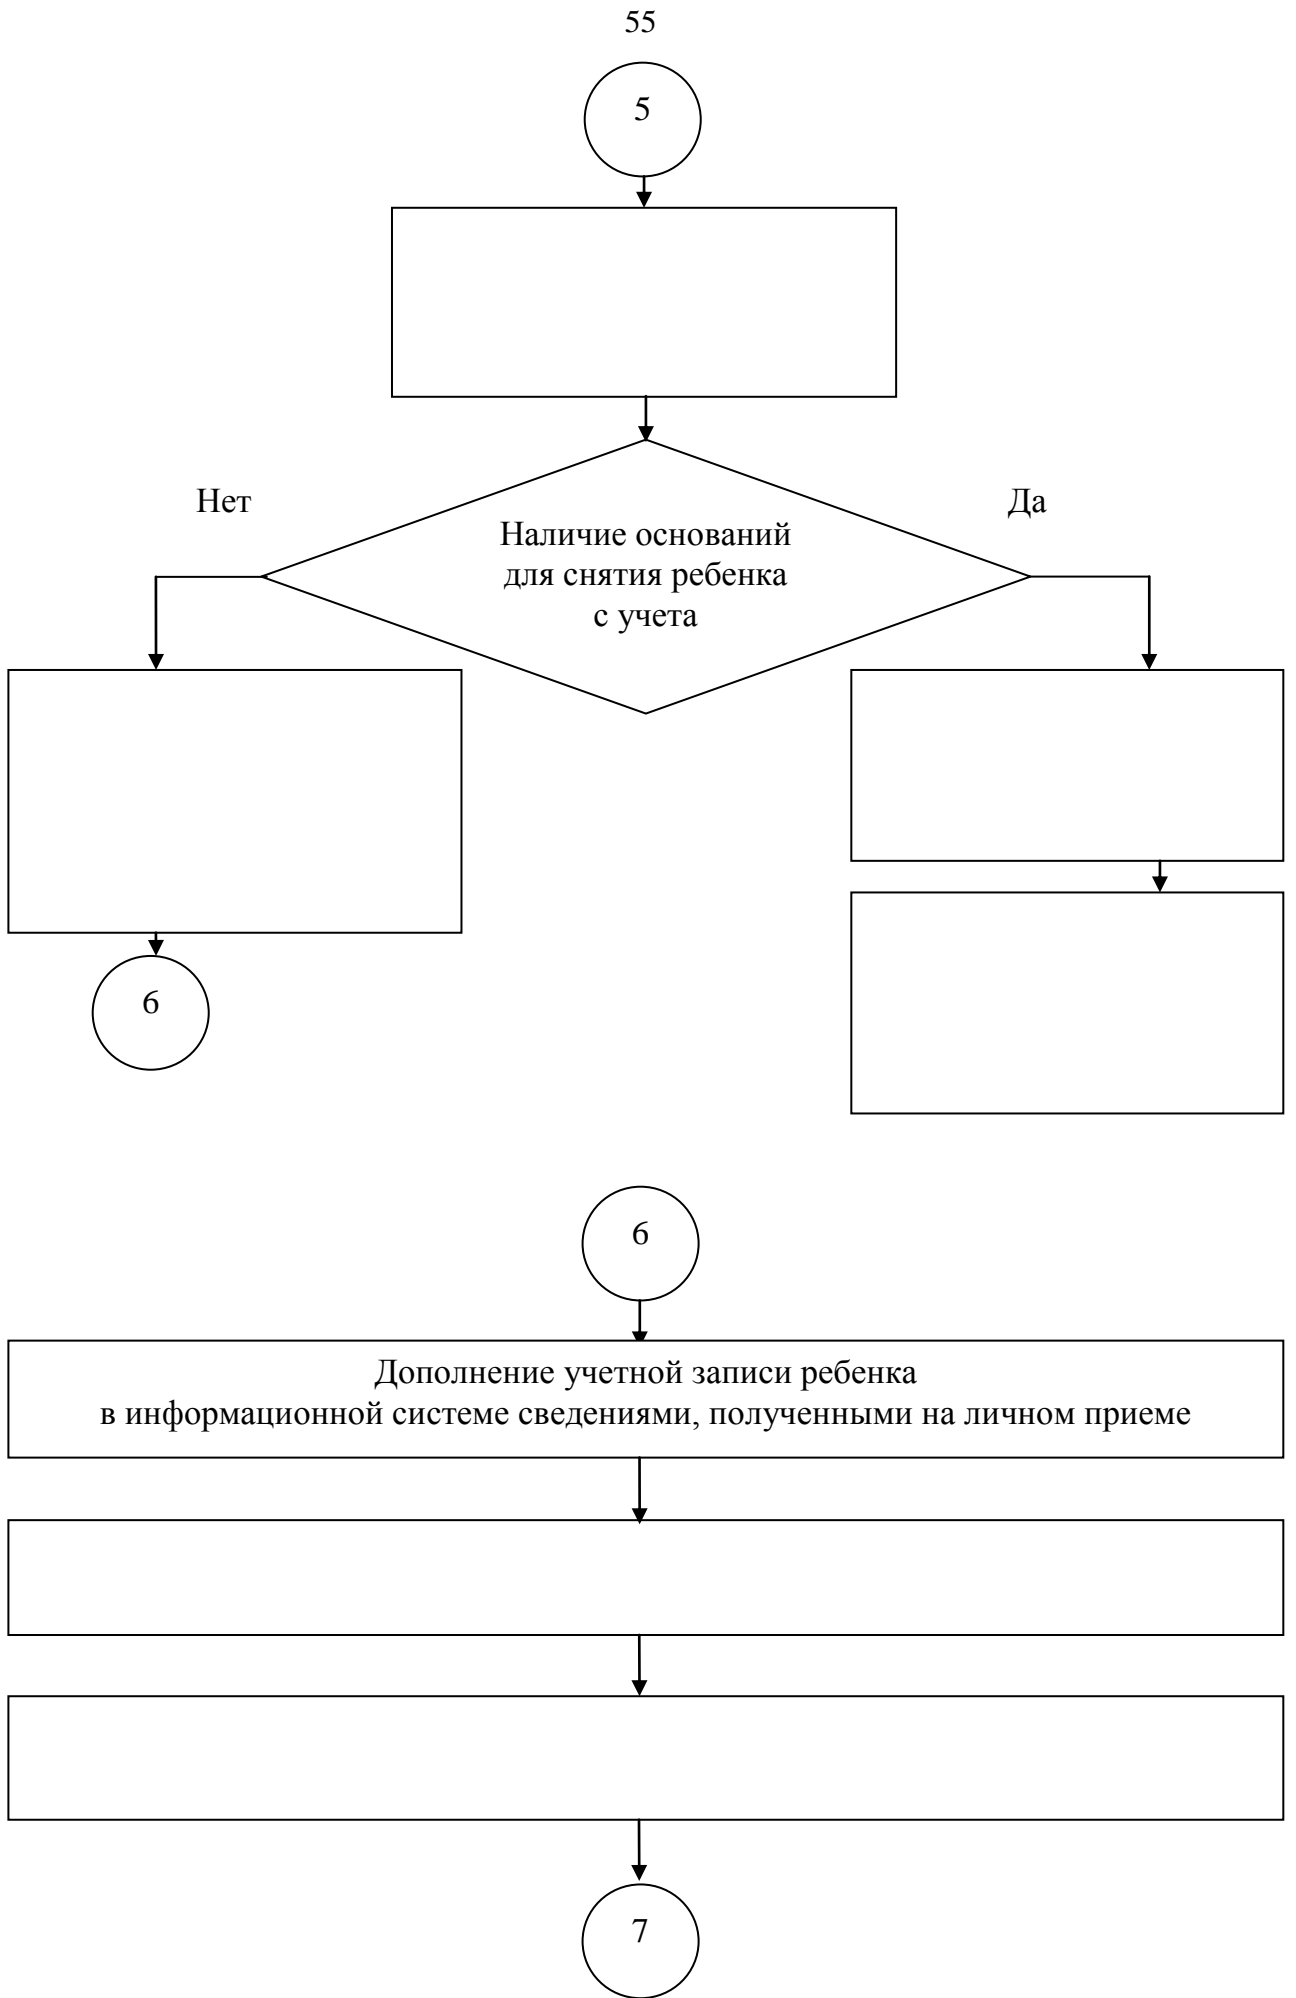 55
5
Нет
Да
Наличие оснований
для снятия ребенка
с учета
6
6
Дополнение учетной записи ребенка
в информационной системе сведениями, полученными на личном приеме
7